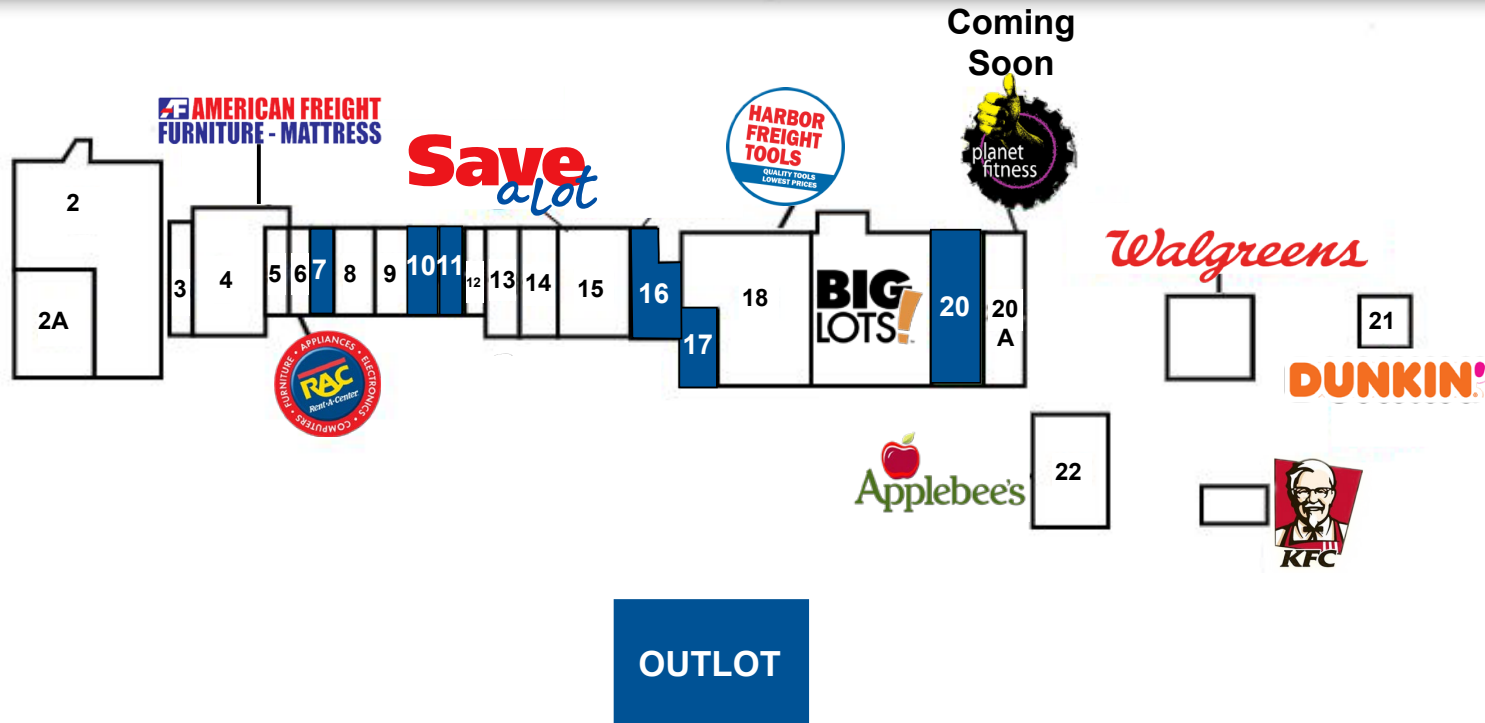 Coming
Soon
AMERICAN FREIGHT
FURNITURE - MATTRESS
Save
a lot
HARBOR
FREIGHT
TOOLS
QUALITY TOOLS
LOWEST PRICES
planet
fitness
Walgreens
2
2A
3
4
5
6
7
8
9
10
11
12
13
14
15
16
17
18
BIG
LOTS!
20
20
A
21
DUNKIN'
FURNITURE • APPLIANCES • ELECTRONICS • COMPUTERS •
RAC
Rent-A-Center
Applebee's
22
KFC
OUTLOT